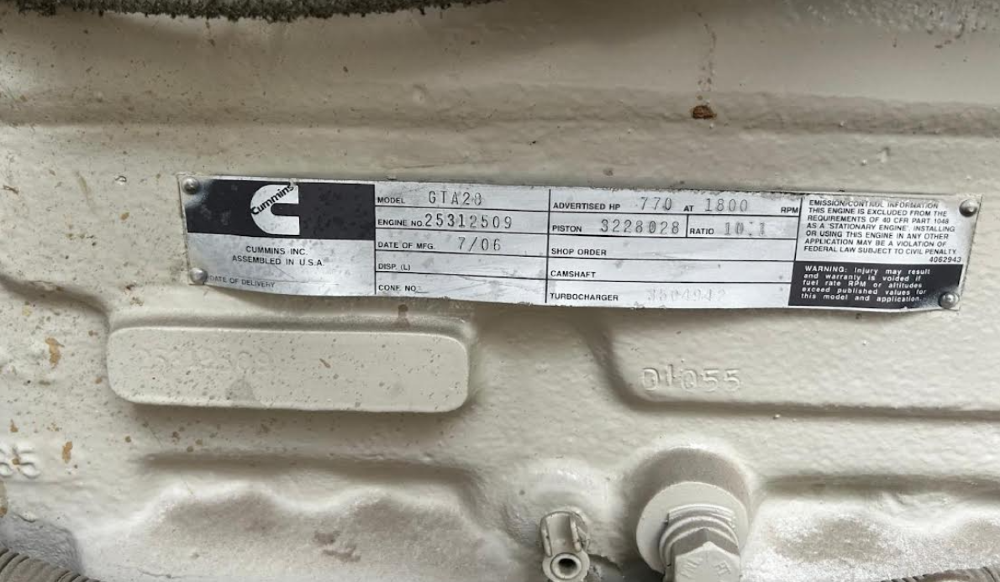 Cummins
CUMMINS INC.
ASSEMBLED IN U.S.A.
DATE OF DELIVERY
MODEL GTA28
ENGINE NO. 25312509
DATE OF MFG. 7/06
DISP. (L)
CONF. NO.
ADVERTISED HP 770 AT 1800 RPM
PISTON 3228028 RATIO 10.1
SHOP ORDER
CAMSHAFT
TURBOCHARGER
EMISSION CONTROL INFORMATION
THIS ENGINE IS EXCLUDED FROM THE
REQUIREMENTS OF 40 CFR PART 1048
AS A 'STATIONARY ENGINE'. INSTALLING
OR USING THIS ENGINE IN ANY OTHER
APPLICATION MAY BE A VIOLATION OF
FEDERAL LAW SUBJECT TO CIVIL PENALTY
4062943
WARNING: Injury may result
and warranty is voided if
fuel rate RPM or altitudes
exceed published values for
this model and application.
01055